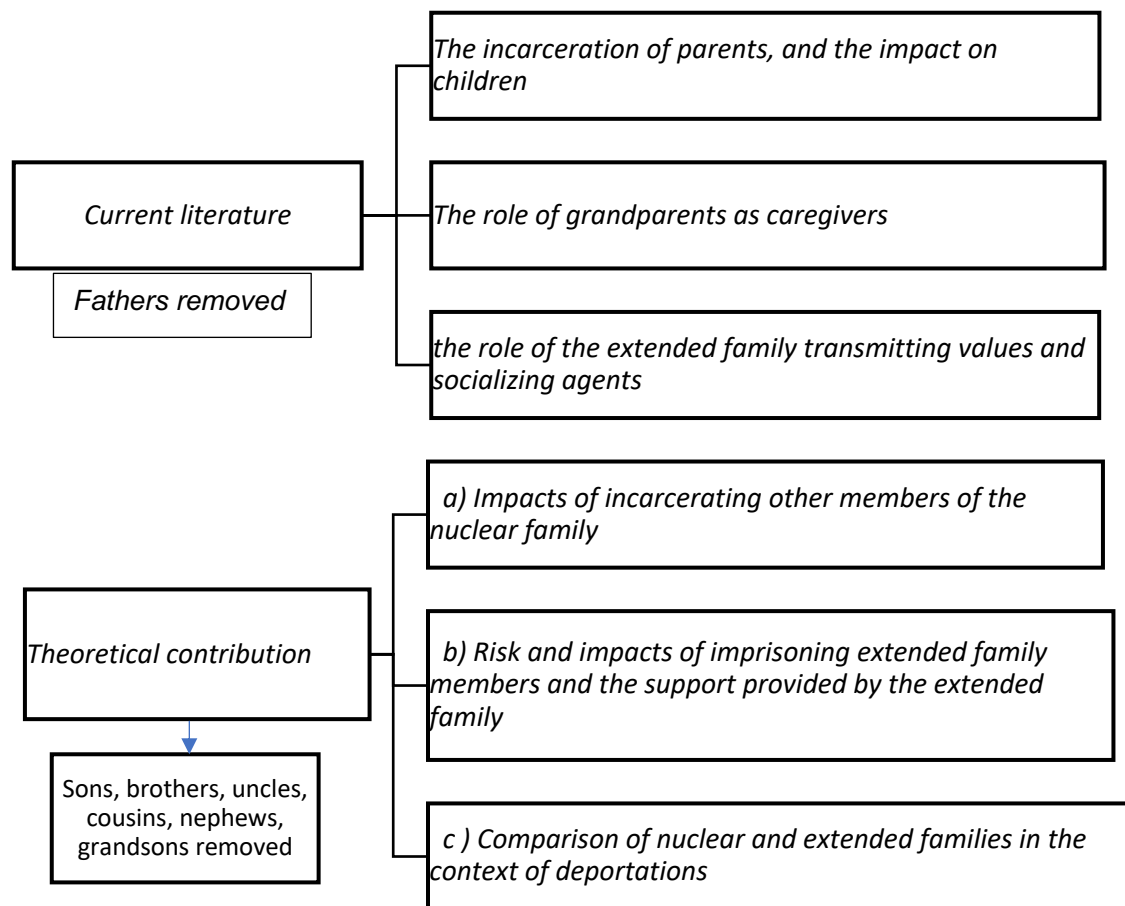 The incarceration of parents, and the impact on
children
Current literature
Fathers removed
The role of grandparents as caregivers
the role of the extended family transmitting values and
socializing agents
a) Impacts of incarcerating other members of the
nuclear family
Theoretical contribution
Sons, brothers, uncles,
cousins, nephews,
grandsons removed
b) Risk and impacts of imprisoning extended family
members and the support provided by the extended
family
c ) Comparison of nuclear and extended families in the
context of deportations